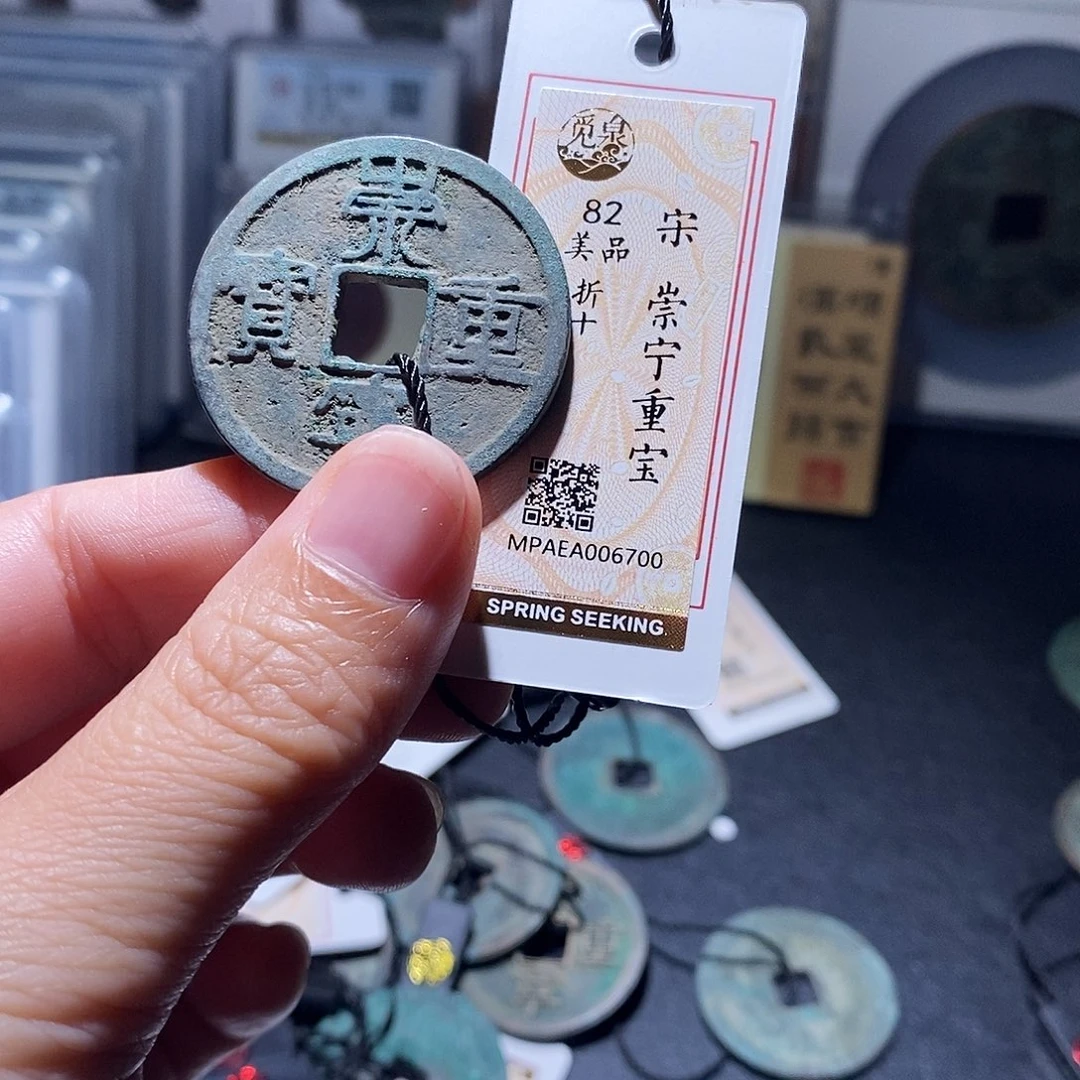 崇
重
寧
寶
觅泉
82
美品
折十
宋 崇宁重宝
MPAEA006700
SPRING SEEKING